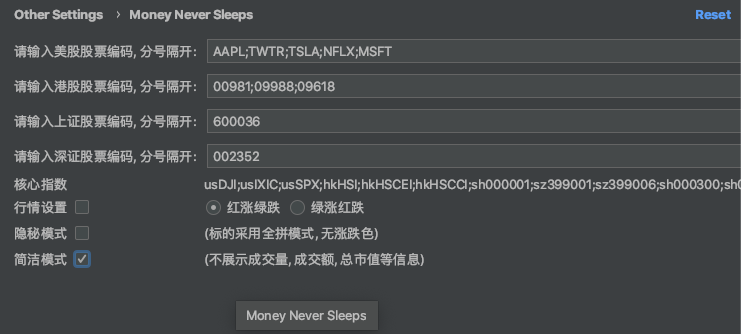 Other Settings › Money Never Sleeps Reset
请输入美股股票编码, 分号隔开: AAPL;TWTR;TSLA;NFLX;MSFT
请输入港股股票编码, 分号隔开: 00981;09988;09618
请输入上证股票编码, 分号隔开: 600036
请输入深证股票编码, 分号隔开: 002352
核心指数 usDJI;usIXIC;usSPX;hkHSI;hkHSCEI;hkHSCCI;sh000001;sz399001;sz399006;sh000300;sh0
行情设置 红涨绿跌 绿涨红跌
隐秘模式 (标的采用全拼模式, 无涨跌色)
简洁模式 (不展示成交量, 成交额, 总市值等信息)
Money Never Sleeps